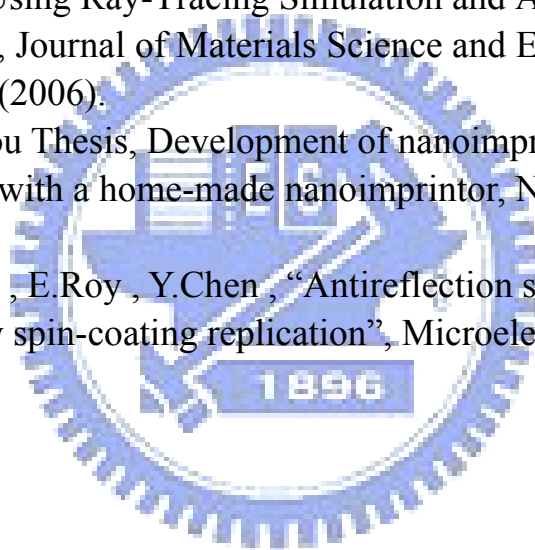 Using Ray-Tracing Simulation and A
, Journal of Materials Science and E
(2006).
ou Thesis, Development of nanoimpr
with a home-made nanoimprintor, N
, E.Roy , Y.Chen , “Antireflection s
y spin-coating replication”, Microele
ES
1896